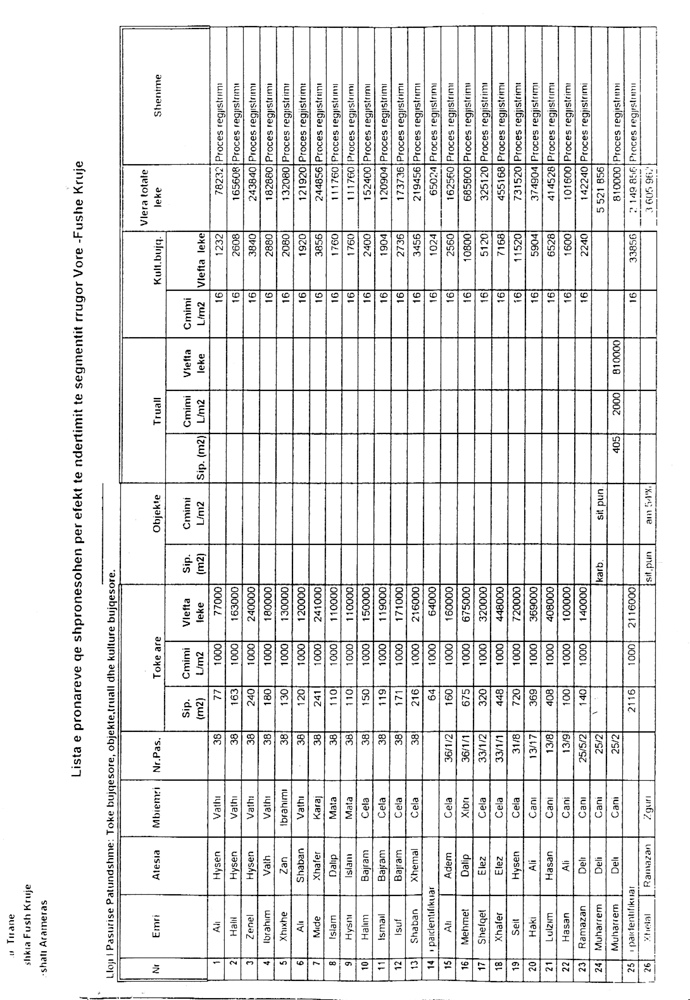 Tirane
shkia Fush Kruje
shati Arameras
Lista e pronareve qe shpronesohen per efekt te ndertimit te segmentit rrugor Vore -Fushe Kruje
Lloji i Pasurise Patundshme: Toke bujqesore, objekte,truall dhe kulture bujqesore.
Nr Emri Atesia Mbiemri Nr.Pas. Toke are Objekte Truall Kult.bujq. Vlera totale leke Shenime
Sip. (m2) Cmimi L/m2 Vlefta leke Sip. (m2) Cmimi L/m2 Sip. (m2) Cmimi L/m2 Vlefta leke Cmimi L/m2 Vlefta leke
1 Ali Hysen Vathi 38 77 1000 77000 16 1232 78232 Proces regjistrimi
2 Halil Hysen Vathi 38 163 1000 163000 16 2608 165608 Proces regjistrimi
3 Zenel Hysen Vathi 38 240 1000 240000 16 3840 243840 Proces regjistrimi
4 Ibrahim Vath Vathi 38 180 1000 180000 16 2880 182880 Proces regjistrimi
5 Xhixhe Zan Ibrahimi 38 130 1000 130000 16 2080 132080 Proces regjistrimi
6 Ali Shaban Vathi 38 120 1000 120000 16 1920 121920 Proces regjistrimi
7 Mide Xhafer Karaj 38 241 1000 241000 16 3856 244856 Proces regjistrimi
8 Islam Dalip Mata 38 110 1000 110000 16 1760 111760 Proces regjistrimi
9 Hysni Islam Mata 38 110 1000 110000 16 1760 111760 Proces regjistrimi
10 Halim Bajram Cela 38 150 1000 150000 16 2400 152400 Proces regjistrimi
11 Ismail Bajram Cela 38 119 1000 119000 16 1904 120904 Proces regjistrimi
12 Isuf Bajram Cela 38 171 1000 171000 16 2736 173736 Proces regjistrimi
13 Shaban Xhemal Cela 38 216 1000 216000 16 3456 219456 Proces regjistrimi
14 i paidentifikuar 64 1000 64000 16 1024 65024 Proces regjistrimi
15 Ali Adem Cela 36/1/2 160 1000 160000 16 2560 162560 Proces regjistrimi
16 Mehmet Dalip Xibri 36/1/1 675 1000 675000 16 10800 685800 Proces regjistrimi
17 Shefqet Elez Cela 33/1/2 320 1000 320000 16 5120 325120 Proces regjistrimi
18 Xhafer Elez Cela 33/1/1 448 1000 448000 16 7168 455168 Proces regjistrimi
19 Seit Hysen Cela 31/8 720 1000 720000 16 11520 731520 Proces regjistrimi
20 Haki Ali Cani 13/17 369 1000 369000 16 5904 374904 Proces regjistrimi
21 Lulzim Hasan Cani 13/8 408 1000 408000 16 6528 414528 Proces regjistrimi
22 Hasan Ali Cani 13/9 100 1000 100000 16 1600 101600 Proces regjistrimi
23 Ramazan Deli Cani 25/5/2 140 1000 140000 16 2240 142240 Proces regjistrimi
24 Muharrem Deli Cani 25/2 karb. sit pun 5 521 856
Muharrem Deli Cani 25/2 405 2000 810000 810000 Proces regjistrimi
25 i paidentifikuar 2116 1000 2116000 16 33856 2 149 856 Proces regjistrimi
26 Xhelal Ramazan Zguri sit,pun am 54% 3 605 962